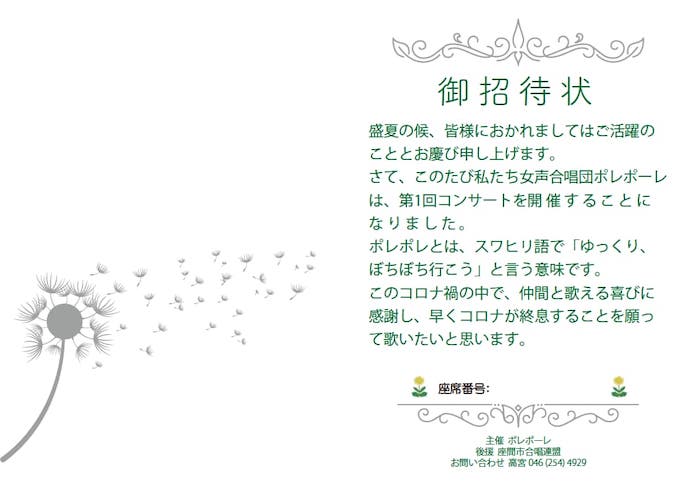 御招待状
盛夏の候、皆様におかれましてはご活躍の
こととお慶び申し上げます。
さて、このたび私たち女声合唱団ポレポーレ
は、第1回コンサートを開催することに
なりました。
ポレポレとは、スワヒリ語で「ゆっくり、
ぼちぼち行こう」と言う意味です。
このコロナ禍の中で、仲間と歌える喜びに
感謝し、早くコロナが終息することを願っ
て歌いたいと思います。
座席番号:
主催 ポレポーレ
後援 座間市合唱連盟
お問い合わせ 高宮 046 (254) 4929